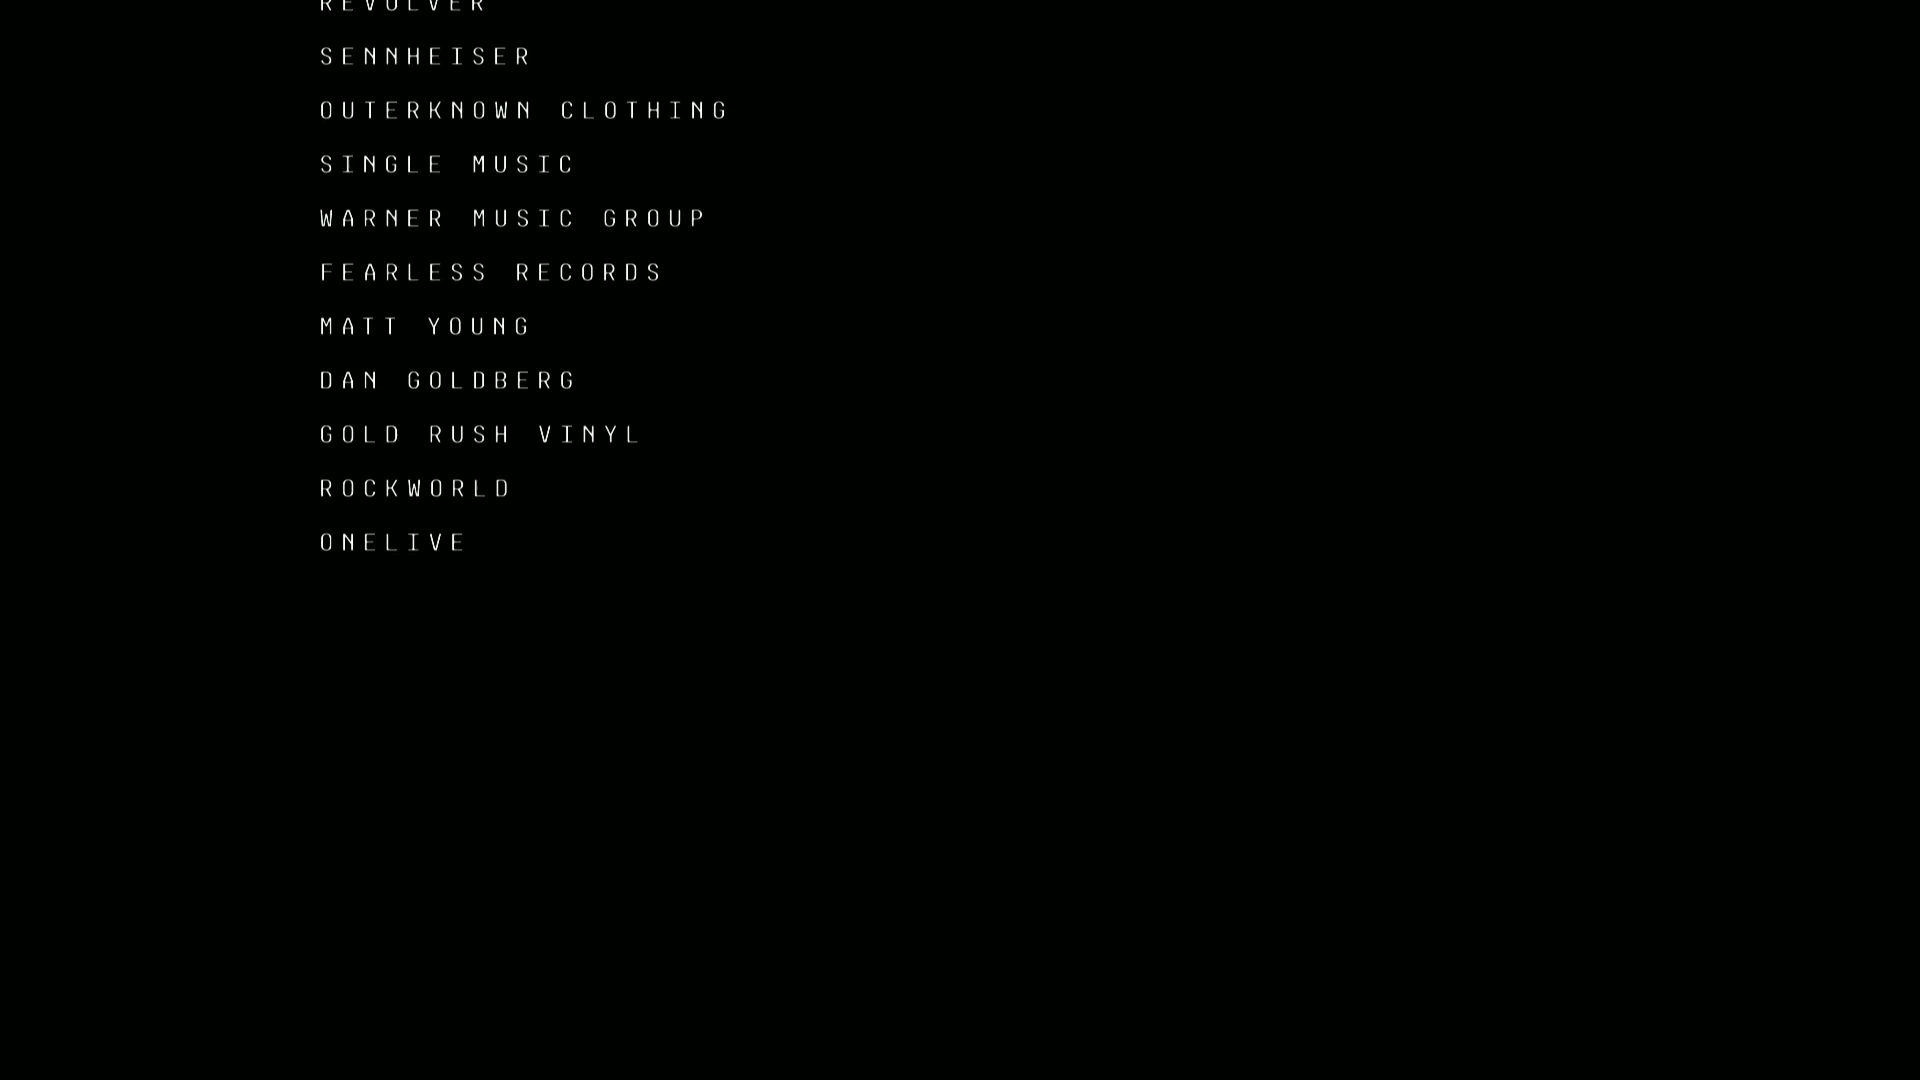 REVOLVER
SENNHEISER
OUTERKNOWN CLOTHING
SINGLE MUSIC
WARNER MUSIC GROUP
FEARLESS RECORDS
MATT YOUNG
DAN GOLDBERG
GOLD RUSH VINYL
ROCKWORLD
ONELIVE